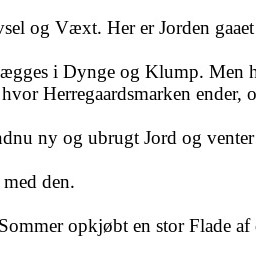 vsel og Væxt. Her er Jorden gaaet
ægges i Dynge og Klump. Men h
hvor Herregaardsmarken ender, o
dnu ny og ubrugt Jord og venter
med den.
Sommer opkjøbt en stor Flade af